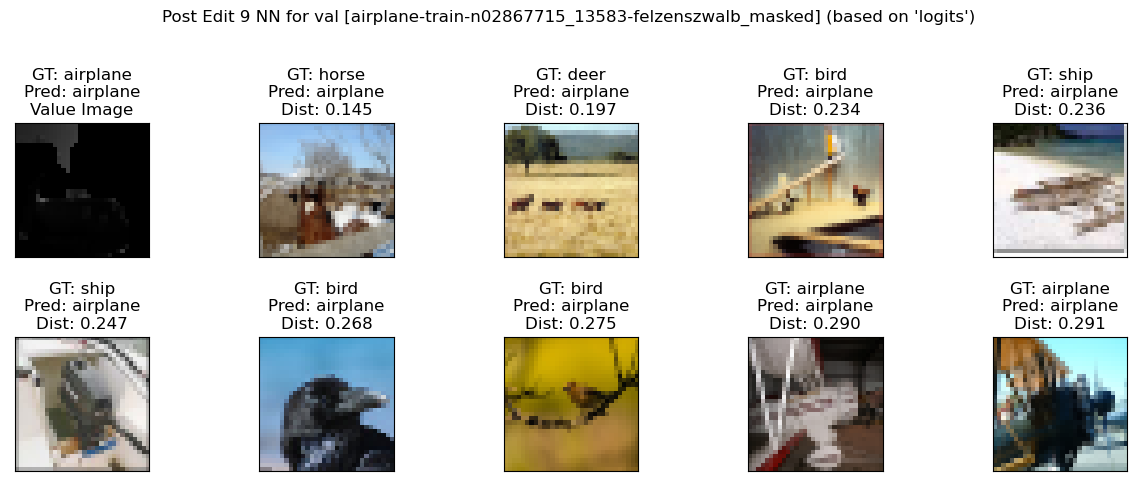 Post Edit 9 NN for val [airplane-train-n02867715_13583-felzenszwalb_masked] (based on 'logits')
GT: airplane
Pred: airplane
Value Image
GT: horse
Pred: airplane
Dist: 0.145
GT: deer
Pred: airplane
Dist: 0.197
GT: bird
Pred: airplane
Dist: 0.234
GT: ship
Pred: airplane
Dist: 0.236
GT: ship
Pred: airplane
Dist: 0.247
GT: bird
Pred: airplane
Dist: 0.268
GT: bird
Pred: airplane
Dist: 0.275
GT: airplane
Pred: airplane
Dist: 0.290
GT: airplane
Pred: airplane
Dist: 0.291